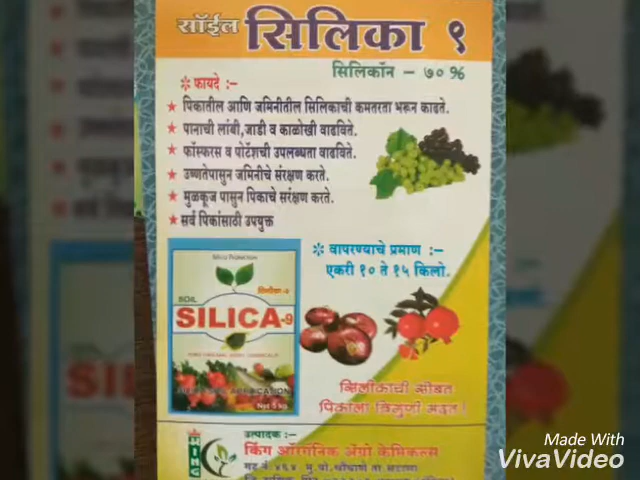 सॉईल सिलिका ९
सिलिकॉन - ७०%
फायदे :-
पिकातील आणि जमिनीतील सिलिकाची कमतरता भरून काढते.
पानाची लांबी, जाडी व काळोखी वाढविते.
फॉस्फरस व पोटॅशची उपलब्धता वाढविते.
उष्णतेपासुन जमिनीचे संरक्षण करते.
मुळकूज पासुन पिकाचे संरक्षण करते.
सर्व पिकांसाठी उपयुक्त
वापरण्याचे प्रमाण :-
एकरी १० ते १५ किलो.
SOIL
SILICA-9
सिलीकाची सोबत
पिकाला तिगुणी मदत!
उत्पादक :-
किंग ऑरगॅनिक ॲग्रो केमिकल्स
KING
Made With
VivaVideo